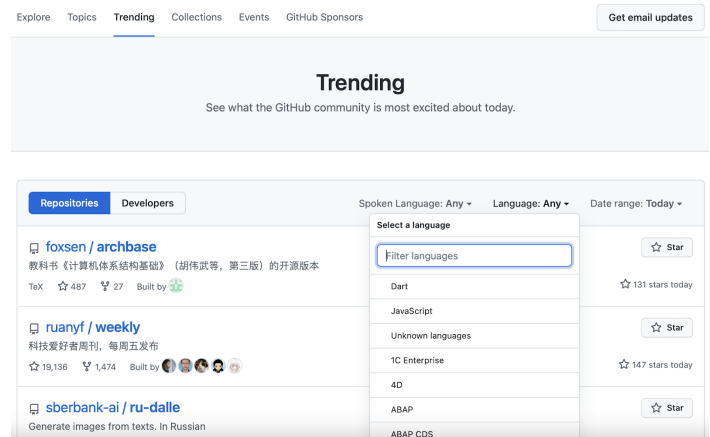 Explore Topics Trending Collections Events GitHub Sponsors Get email updates
Trending
See what the GitHub community is most excited about today.
Repositories Developers Spoken Language: Any Language: Any Date range: Today
Select a language
Filter languages
Dart
JavaScript
Unknown languages
1C Enterprise
4D
ABAP
ABAP CDS
foxsen / archbase Star
教科书《计算机体系结构基础》（胡伟武等，第三版）的开源版本
TeX 487 27 Built by 131 stars today
ruanyf / weekly Star
科技爱好者周刊，每周五发布
19,136 1,474 Built by 147 stars today
sberbank-ai / ru-dalle Star
Generate images from texts. In Russian